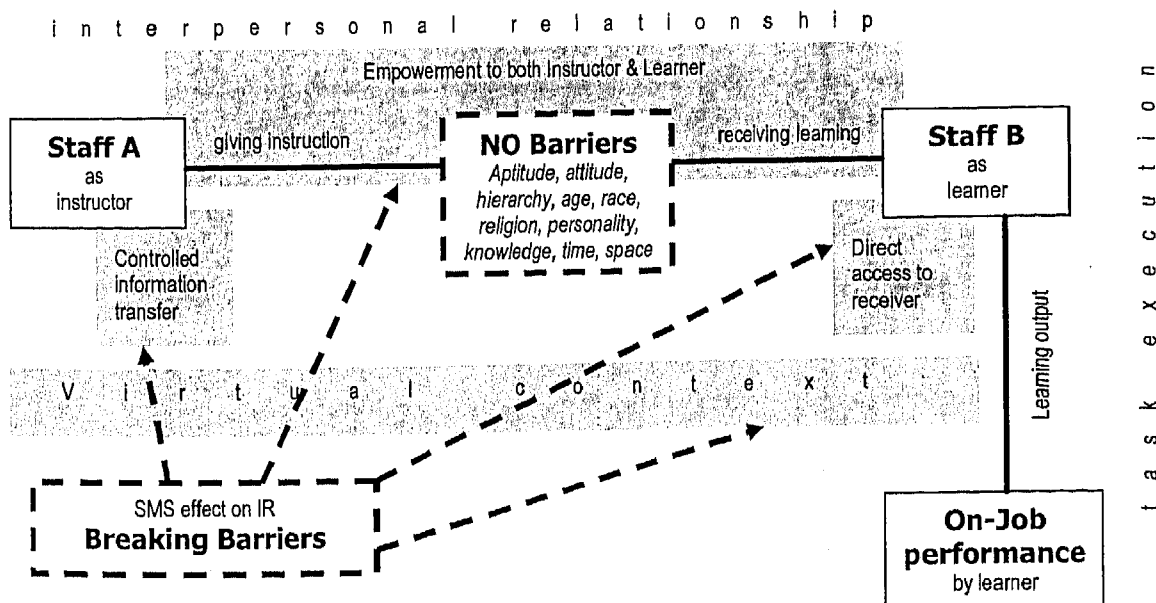 interpersonal relationship
Empowerment to both Instructor & Learner
Staff A
as
instructor
giving instruction
NO Barriers
Aptitude, attitude,
hierarchy, age, race,
religion, personality,
knowledge, time, space
receiving learning
Staff B
as
learner
Controlled
information
transfer
Direct
access to
receiver
Virtual context
Learning output
task execution
SMS effect on IR
Breaking Barriers
On-Job
performance
by learner